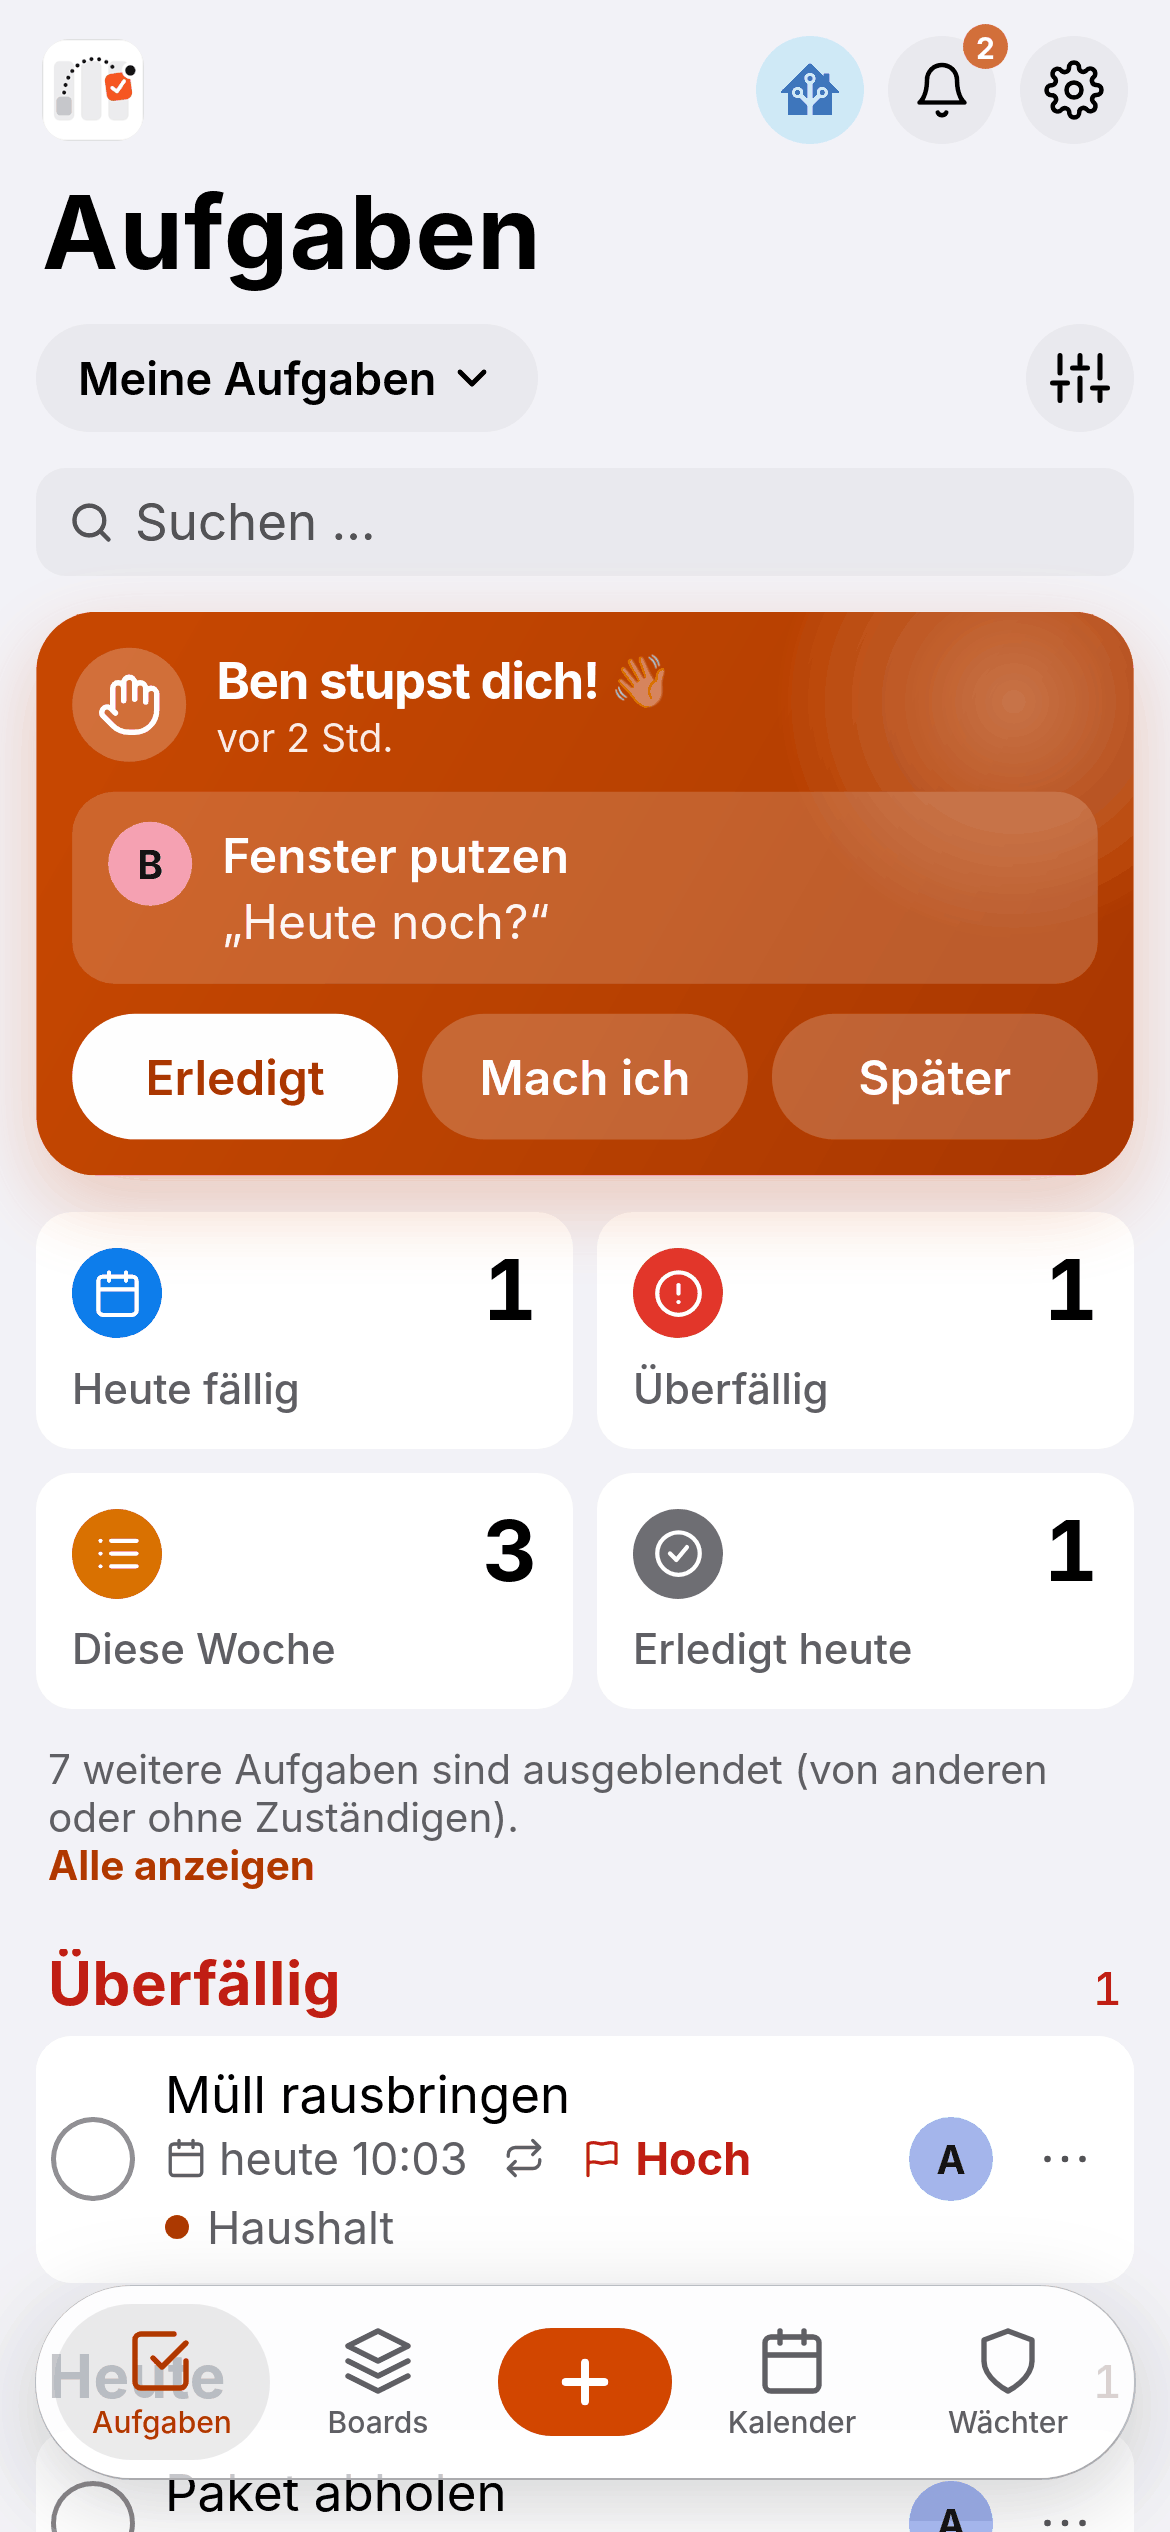 2
Aufgaben
Meine Aufgaben
Suchen ...
Ben stupst dich! 👋
vor 2 Std.
B
Fenster putzen
„Heute noch?“
Erledigt
Mach ich
Später
1
Heute fällig
1
Überfällig
3
Diese Woche
1
Erledigt heute
7 weitere Aufgaben sind ausgeblendet (von anderen
oder ohne Zuständigen).
Alle anzeigen
Überfällig
1
Müll rausbringen
heute 10:03
Hoch
A
Haushalt
Heute
1
Aufgaben
Boards
Kalender
Wächter
Paket abholen
A